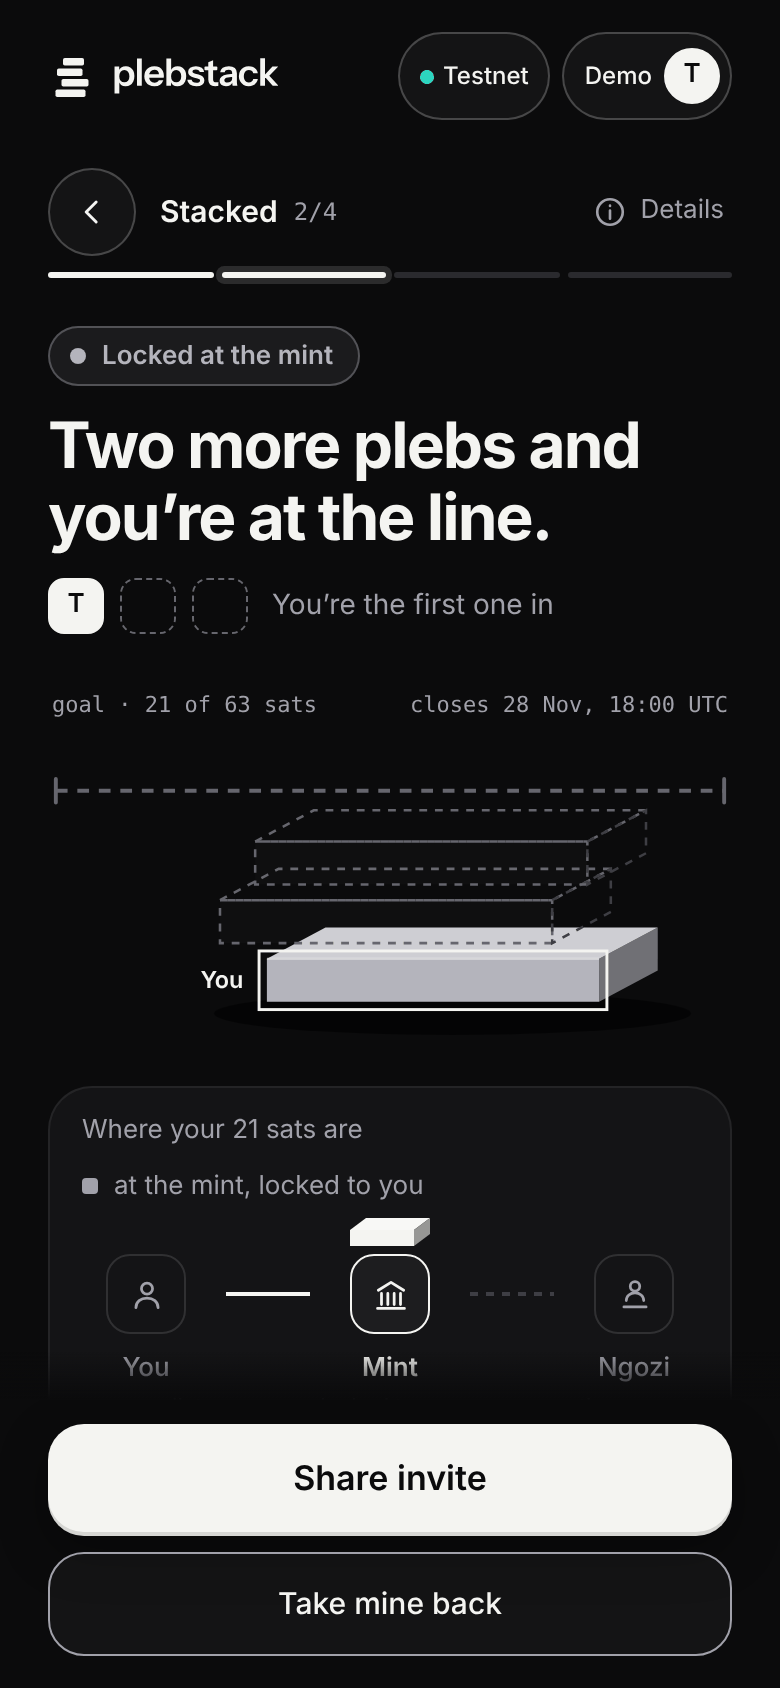 plebstack
Testnet
Demo T
Stacked 2/4
Details
Locked at the mint
Two more plebs and
you’re at the line.
T You’re the first one in
goal · 21 of 63 sats
closes 28 Nov, 18:00 UTC
You
Where your 21 sats are
at the mint, locked to you
You
Mint
Ngozi
Share invite
Take mine back